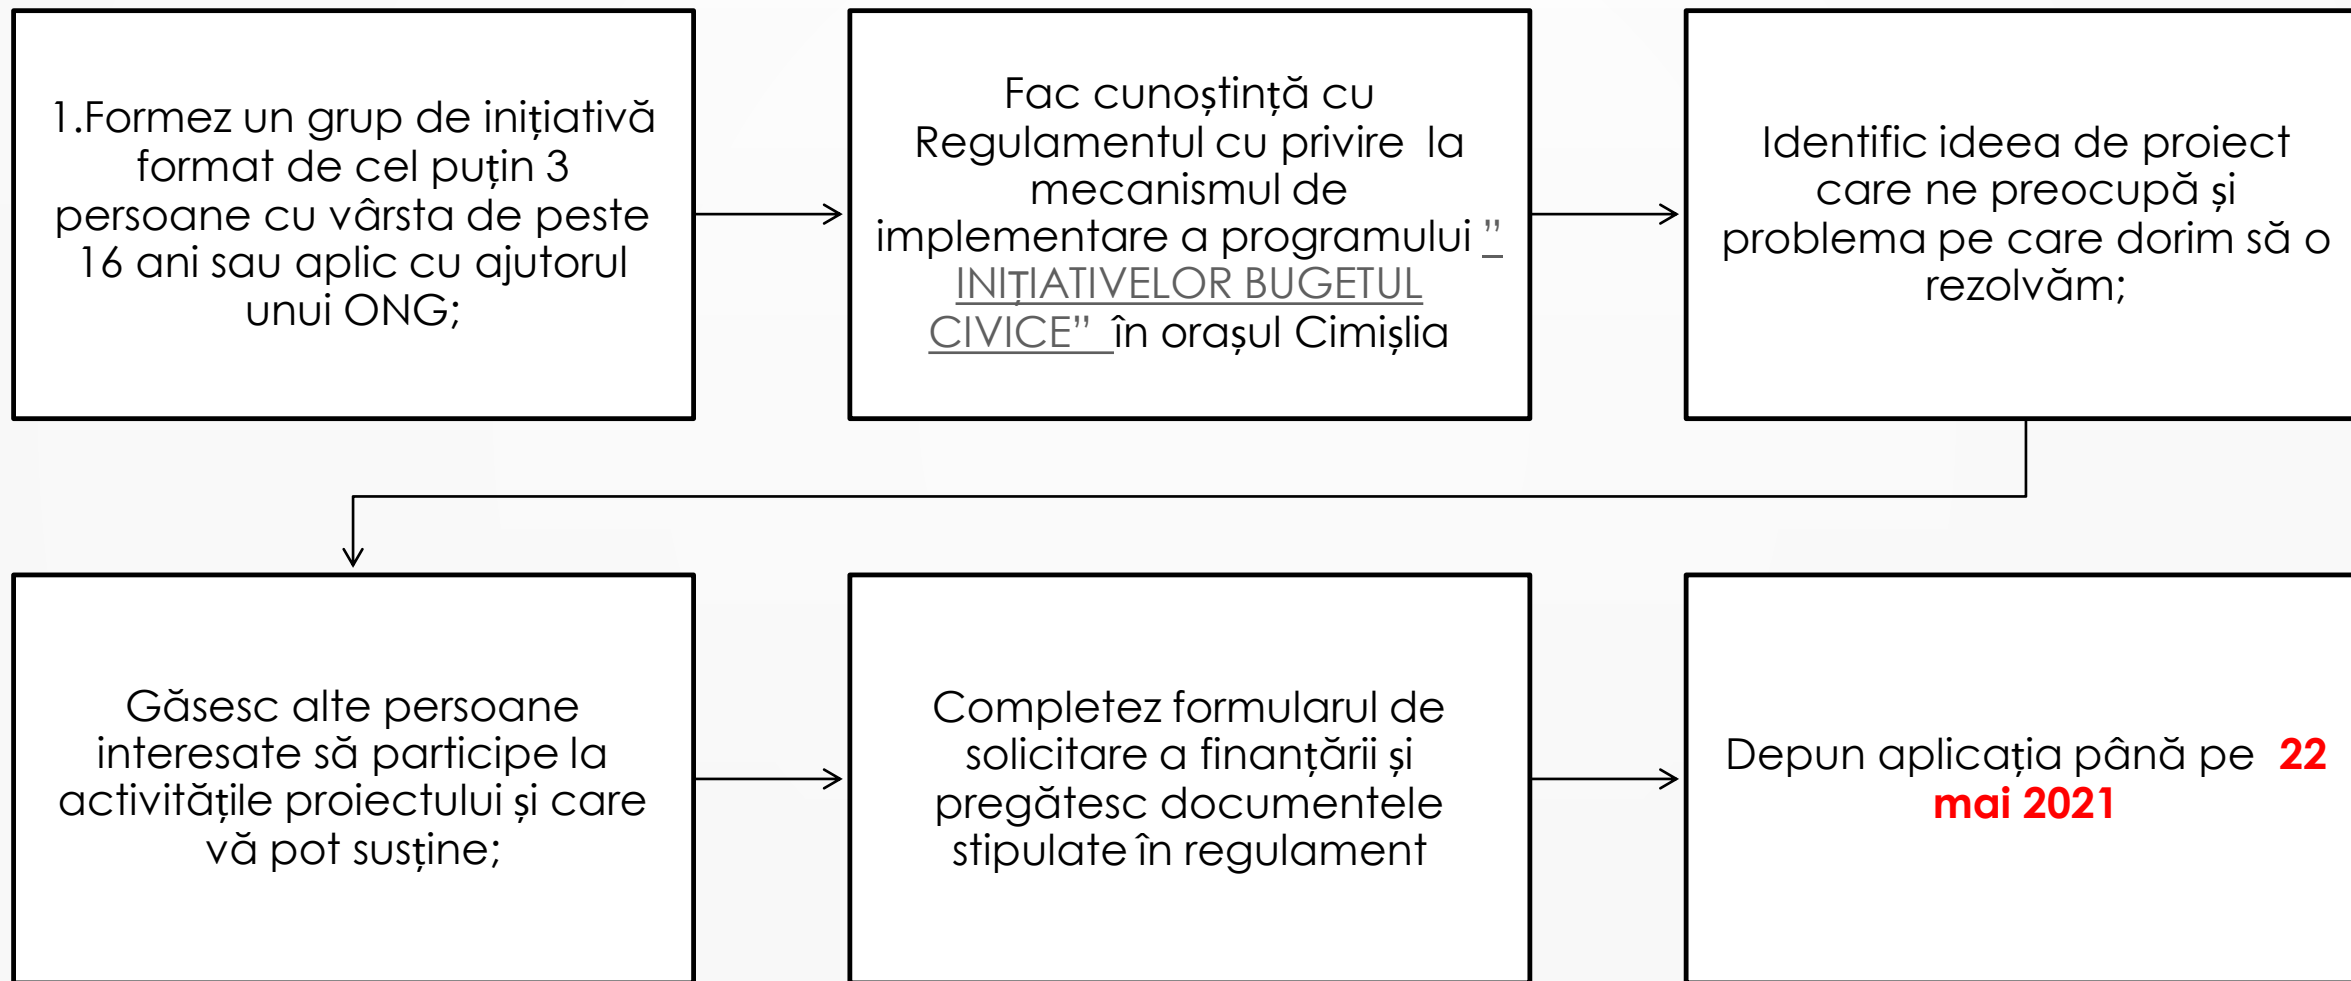 1.Formez un grup de inițiativă
format de cel puțin 3
persoane cu vârsta de peste
16 ani sau aplic cu ajutorul
unui ONG;
Fac cunoștință cu
Regulamentul cu privire  la
mecanismul de
implementare a programului ”
INIȚIATIVELOR BUGETUL
CIVICE”  în orașul Cimișlia
Identific ideea de proiect
care ne preocupă și
problema pe care dorim să o
rezolvăm;
Găsesc alte persoane
interesate să participe la
activitățile proiectului și care
vă pot susține;
Completez formularul de
solicitare a finanțării și
pregătesc documentele
stipulate în regulament
Depun aplicația până pe  22
mai 2021